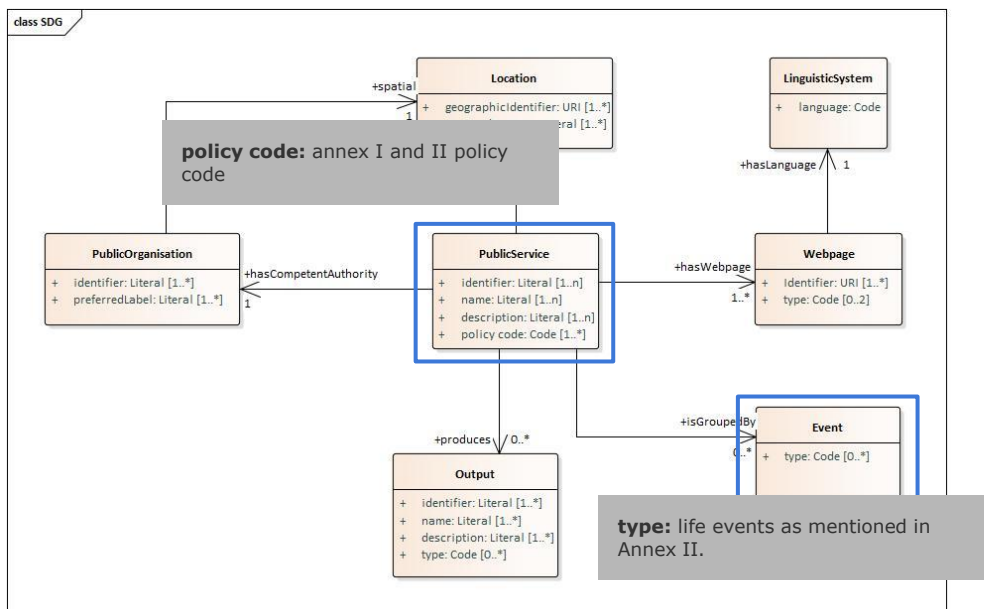 class SDG
Location
+ geographicIdentifier: URI [1..*]
eral [1..*]
+spatial
1
LinguisticSystem
+ language: Code
+hasLanguage
1
policy code: annex I and II policy
code
PublicOrganisation
+ identifier: Literal [1..*]
+ preferredLabel: Literal [1..*]
+hasCompetentAuthority
1
PublicService
+ identifier: Literal [1..n]
+ name: Literal [1..n]
+ description: Literal [1..n]
+ policy code: Code [1..*]
+hasWebpage
1..*
Webpage
+ Identifier: URI [1..*]
+ type: Code [0..2]
+isGroupedBy
0..*
Event
+ type: Code [0..*]
+produces
0..*
Output
+ identifier: Literal [1..*]
+ name: Literal [1..*]
+ description: Literal [1..*]
+ type: Code [0..*]
type: life events as mentioned in
Annex II.